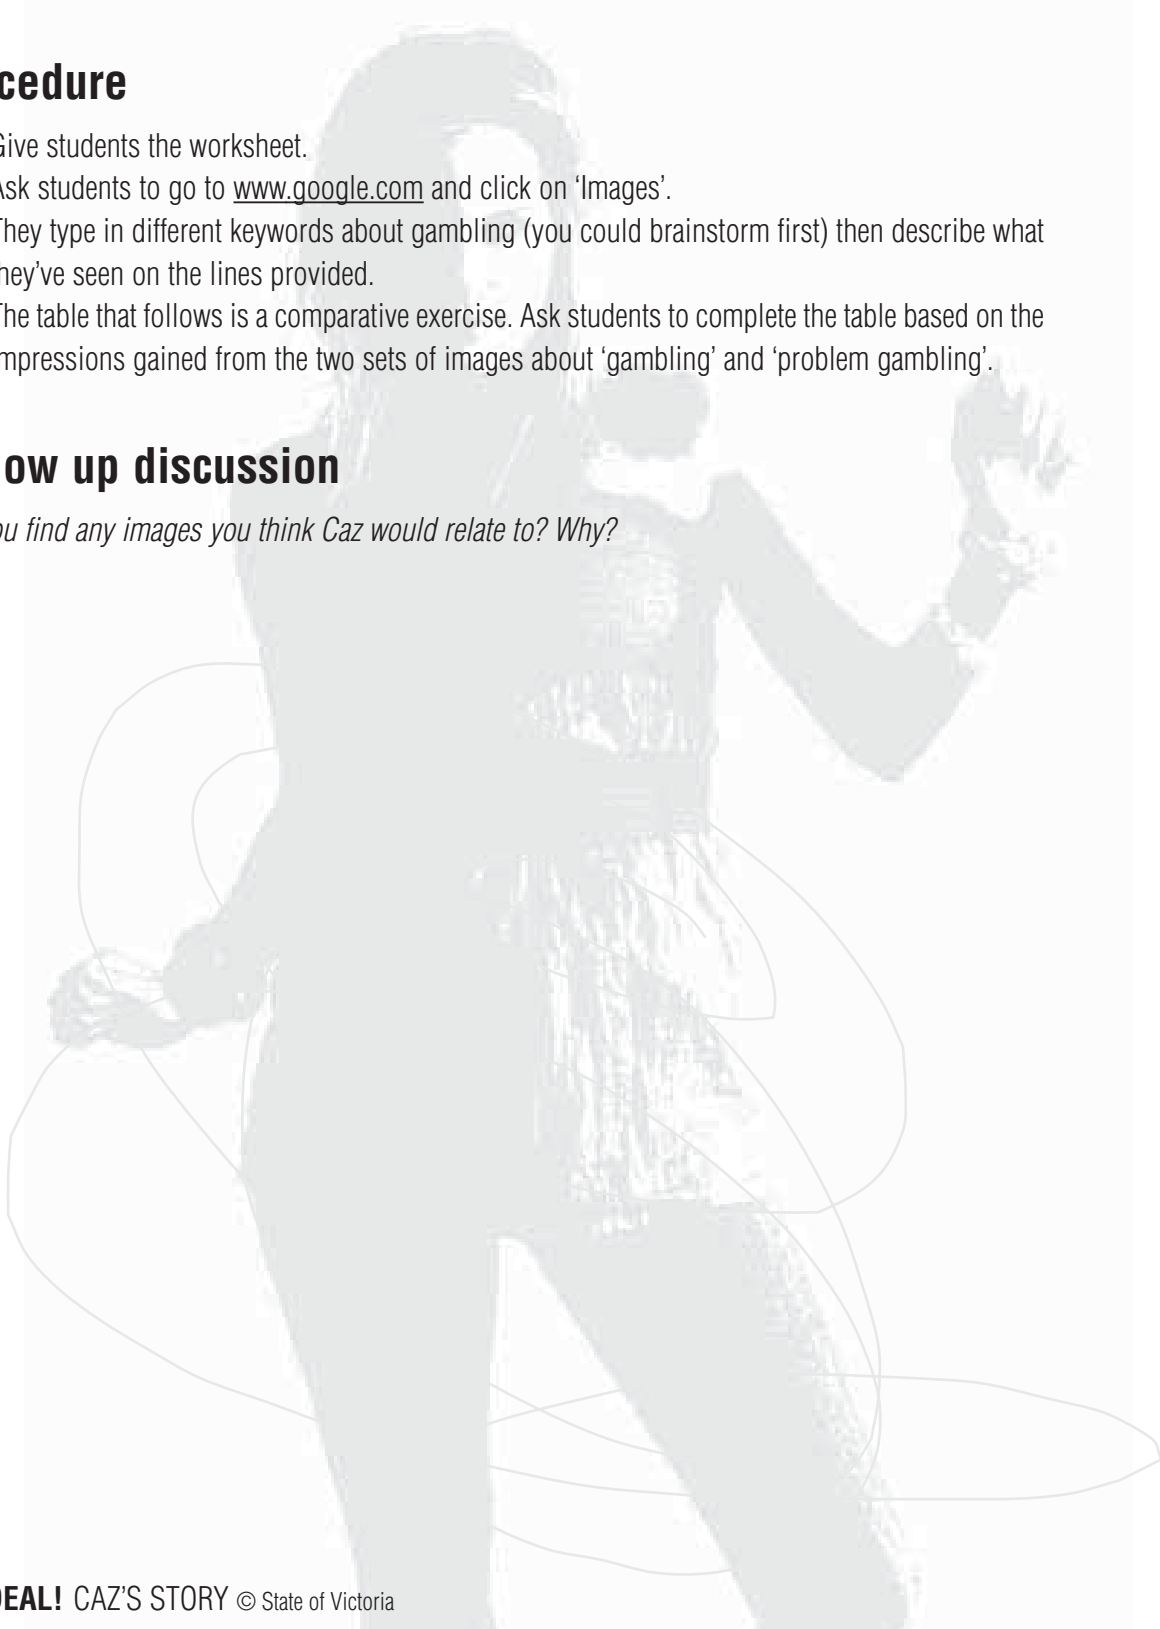 cedure
Give students the worksheet.
Ask students to go to www.google.com and click on ‘Images’.
They type in different keywords about gambling (you could brainstorm first) then describe what
they’ve seen on the lines provided.
The table that follows is a comparative exercise. Ask students to complete the table based on the
impressions gained from the two sets of images about ‘gambling’ and ‘problem gambling’.
low up discussion
ou find any images you think Caz would relate to? Why?
DEAL! CAZ’S STORY © State of Victoria